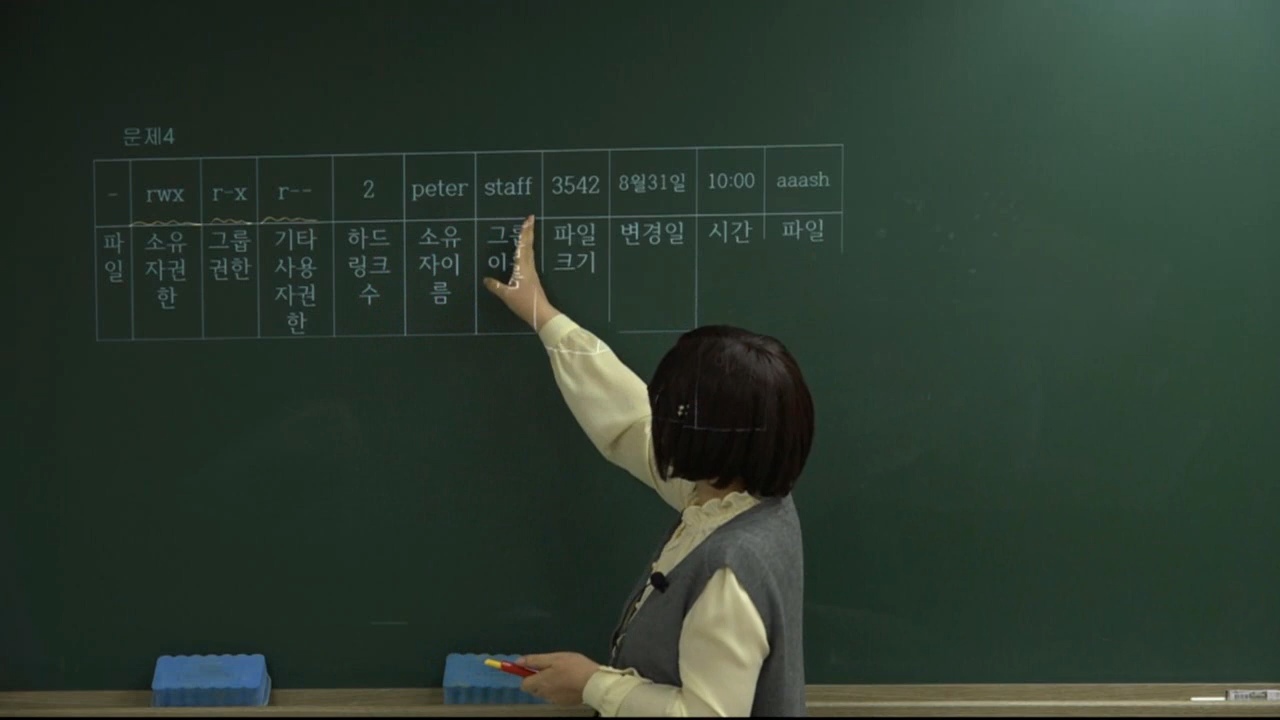 문제4
- rwx r-x r-- 2 peter staff 3542 8월31일 10:00 aaash
파 소유 그룹 기타 하드 소유 그룹 파일 변경일 시간 파일
일 자권 권한 사용 링크 자이 크기
한 자권 수 름
한